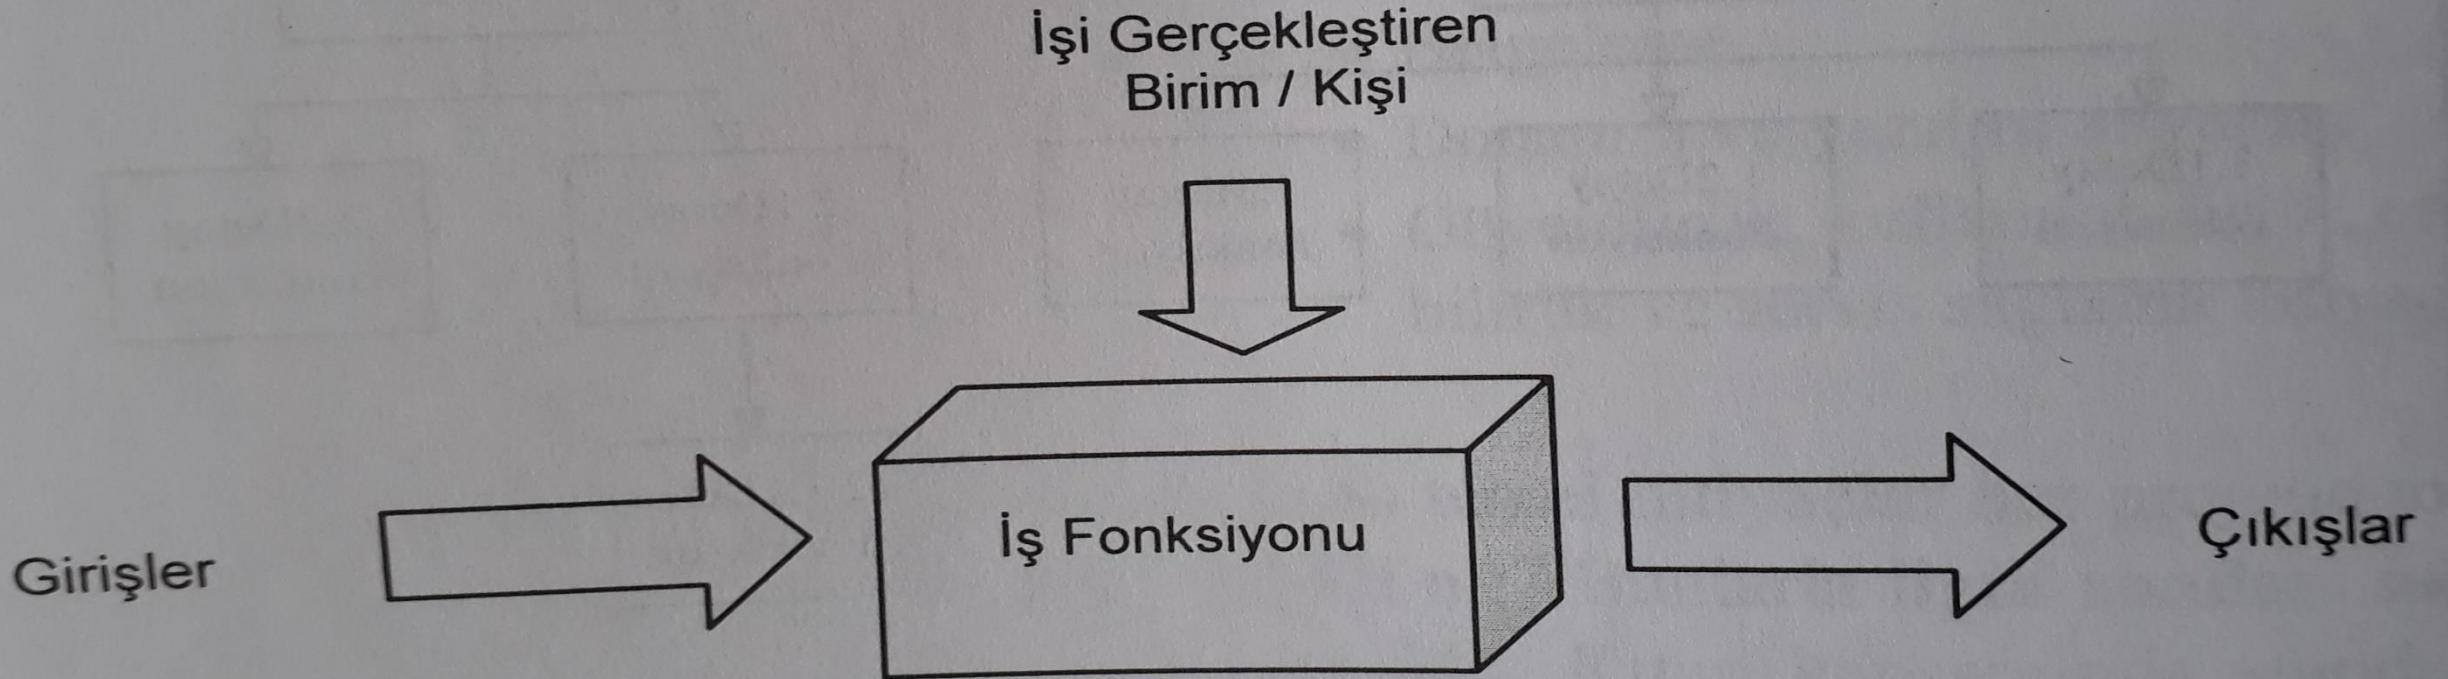 İşi Gerçekleştiren
Birim / Kişi
Girişler
İş Fonksiyonu
Çıkışlar